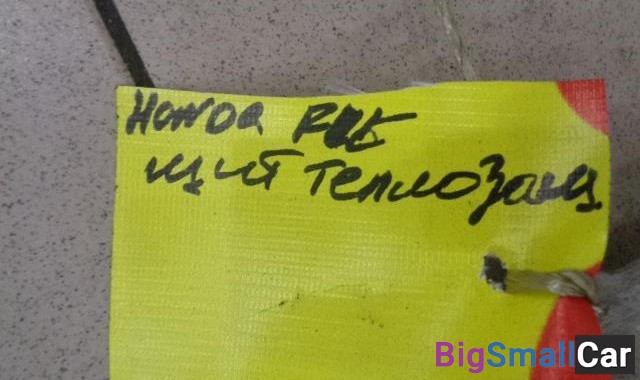 Honda
щит теплозащ.
BigSmallCar